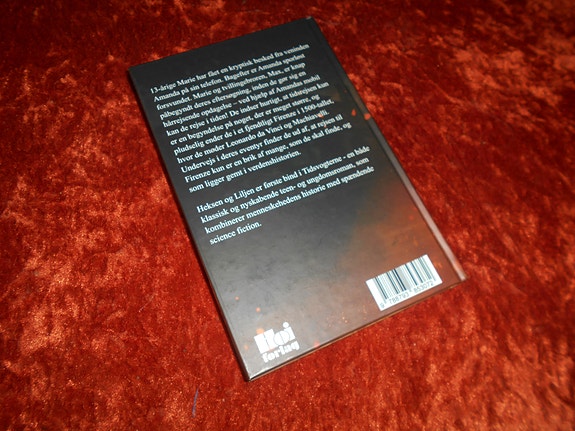 13-årige Marie har fået en kryptisk besked fra veninden
Amanda på sin telefon. Bagefter er Amanda sporløst
forsvundet. Marie og tvillingebroren, Max, er knap
påbegyndt deres eftersøgning, inden de gør sig en
hårrejsende opdagelse – ved hjælp af Amandas mobil
kan de rejse i tiden! De indser hurtigt, at tidsrejsen kun
er en begyndelse på noget, der er meget større, og
pludselig ender de i et fjendtligt Firenze i 1500-tallet,
hvor de møder Leonardo da Vinci og Machiavelli.
Undervejs i deres eventyr finder de ud af, at rejsen til
Firenze kun er en brik af mange, som de skal finde, og
som ligger gemt i verdenshistorien.
Heksen og Liljen er første bind i Tidsvogterne - en både
klassisk og nyskabende teen- og ungdomsroman, som
kombinerer menneskehedens historie med spændende
science fiction.
Hoi
forlag